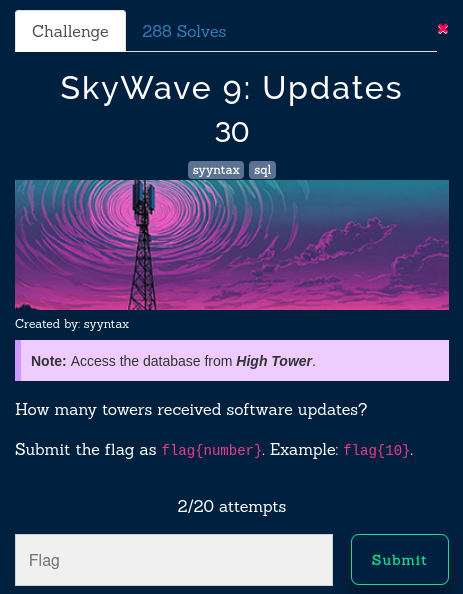 Challenge
288 Solves
SkyWave 9: Updates
30
syyntax sql
Created by: syyntax
Note: Access the database from High Tower.
How many towers received software updates?
Submit the flag as flag{number}. Example: flag{10}.
2/20 attempts
Flag
Submit